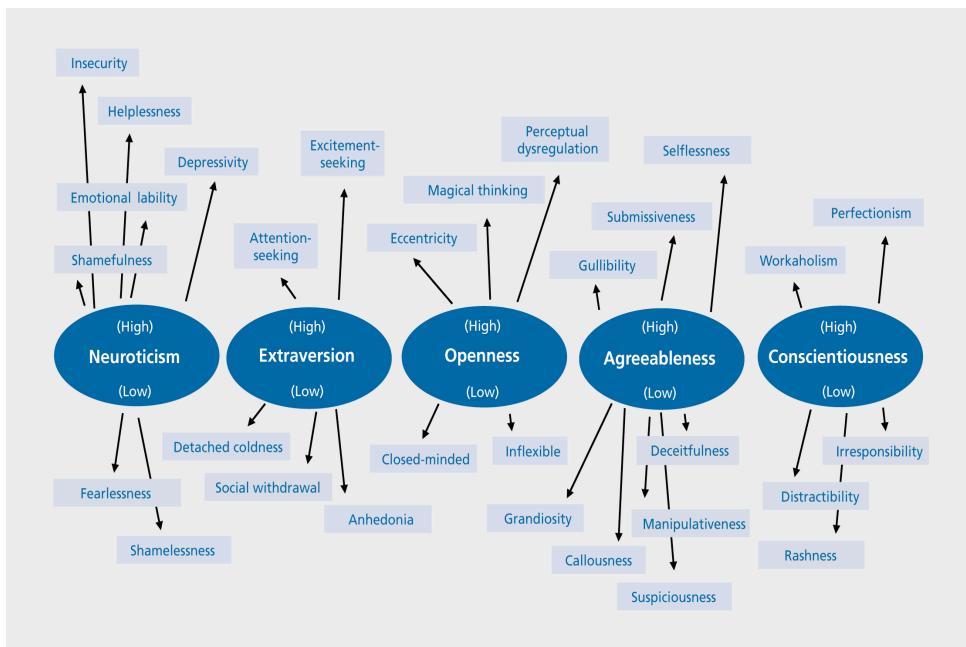 Insecurity
Helplessness
Depressivity
Emotional lability
Shamefulness
Attention-
seeking
Excitement-
seeking
Eccentricity
Magical thinking
Perceptual
dysregulation
Gullibility
Submissiveness
Selflessness
Workaholism
Perfectionism
(High)
Neuroticism
(Low)
(High)
Extraversion
(Low)
(High)
Openness
(Low)
(High)
Agreeableness
(Low)
(High)
Conscientiousness
(Low)
Fearlessness
Shamelessness
Detached coldness
Social withdrawal
Anhedonia
Closed-minded
Inflexible
Grandiosity
Callousness
Deceitfulness
Manipulativeness
Suspiciousness
Irresponsibility
Distractibility
Rashness